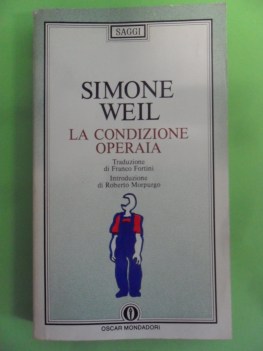 SAGGI
SIMONE
WEIL
LA CONDIZIONE
OPERAIA
Traduzione
di Franco Fortini
Introduzione
di Roberto Morpurgo
OSCAR MONDADORI